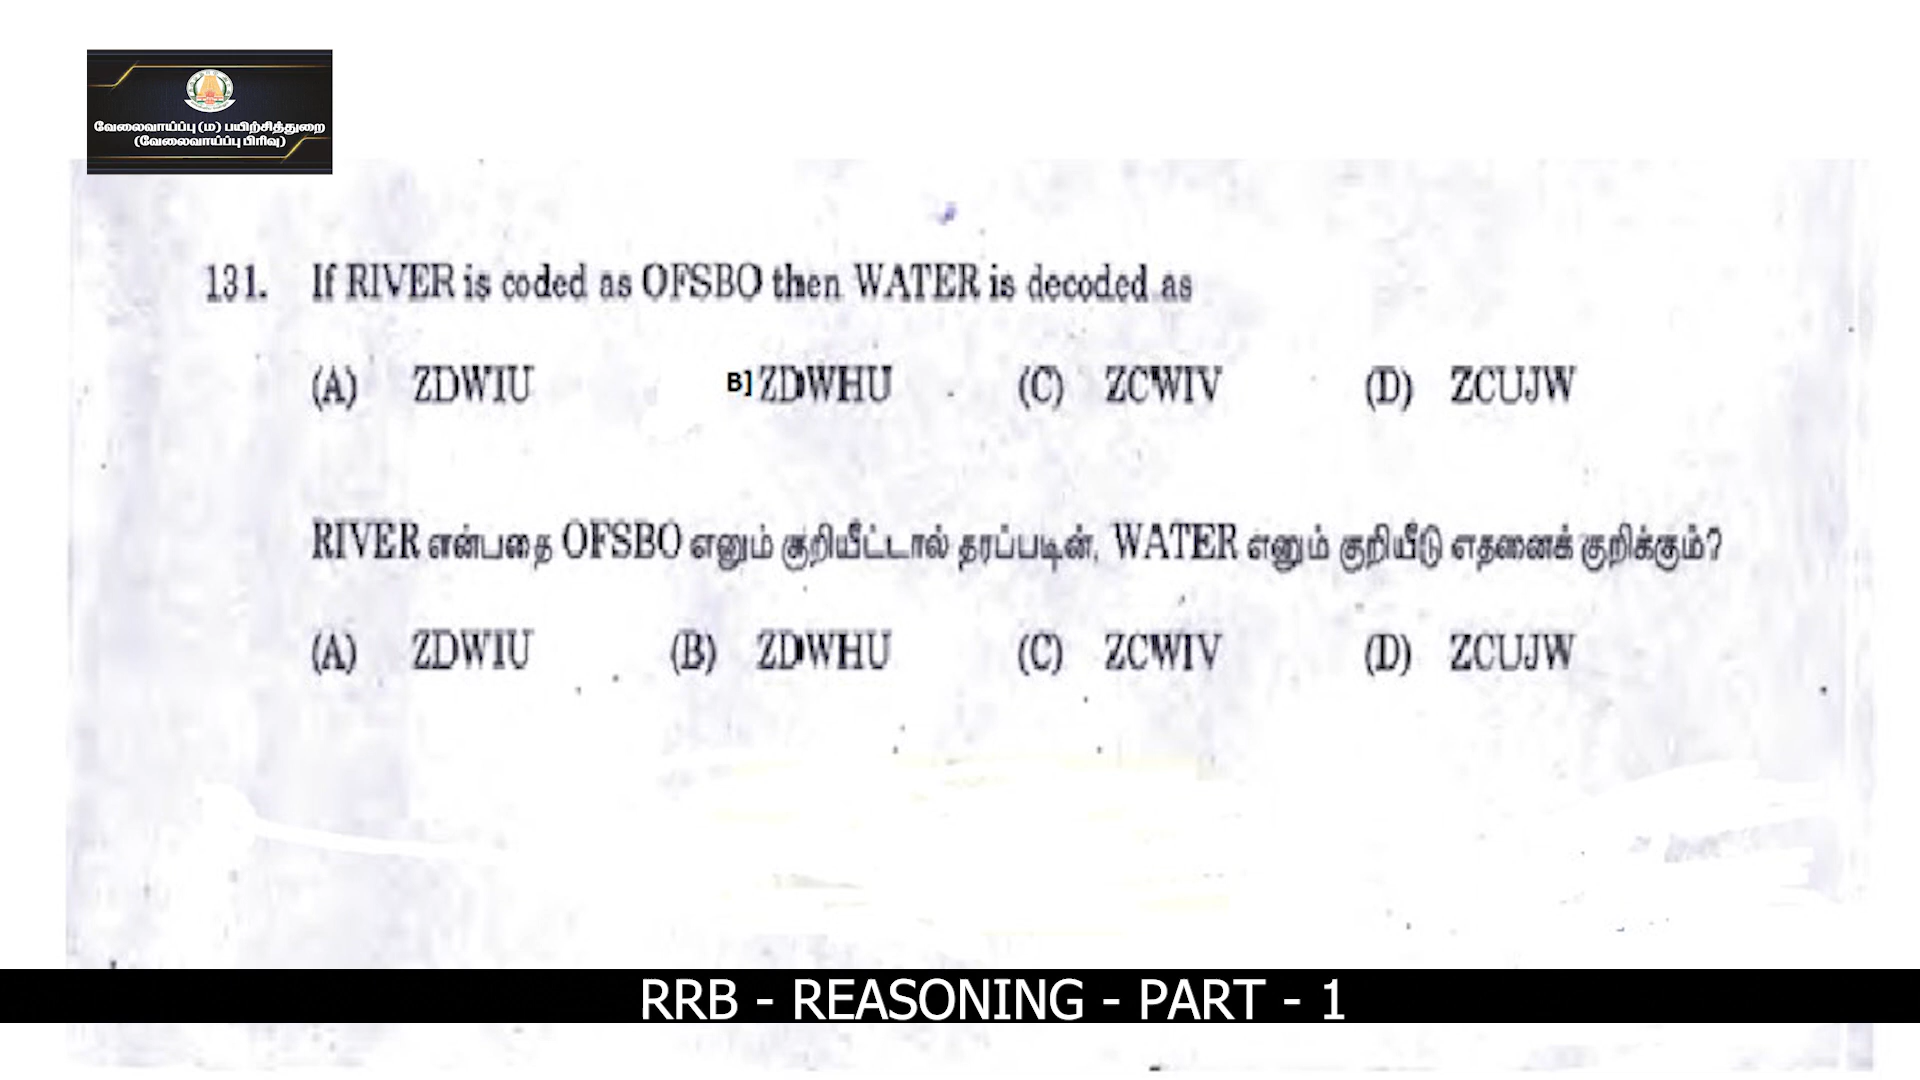 வேலைவாய்ப்பு (ம) பயிற்சித்துறை
(வேலைவாய்ப்பு பிரிவு)
131. If RIVER is coded as OFSBO then WATER is decoded as
(A) ZDWIU B] ZDWHU (C) ZCWIV (D) ZCUJW
RIVER என்பதை OFSBO எனும் குறியீட்டால் தரப்படின், WATER எனும் குறியீடு எதனைக் குறிக்கும்?
(A) ZDWIU (B) ZDWHU (C) ZCWIV (D) ZCUJW
RRB - REASONING - PART - 1